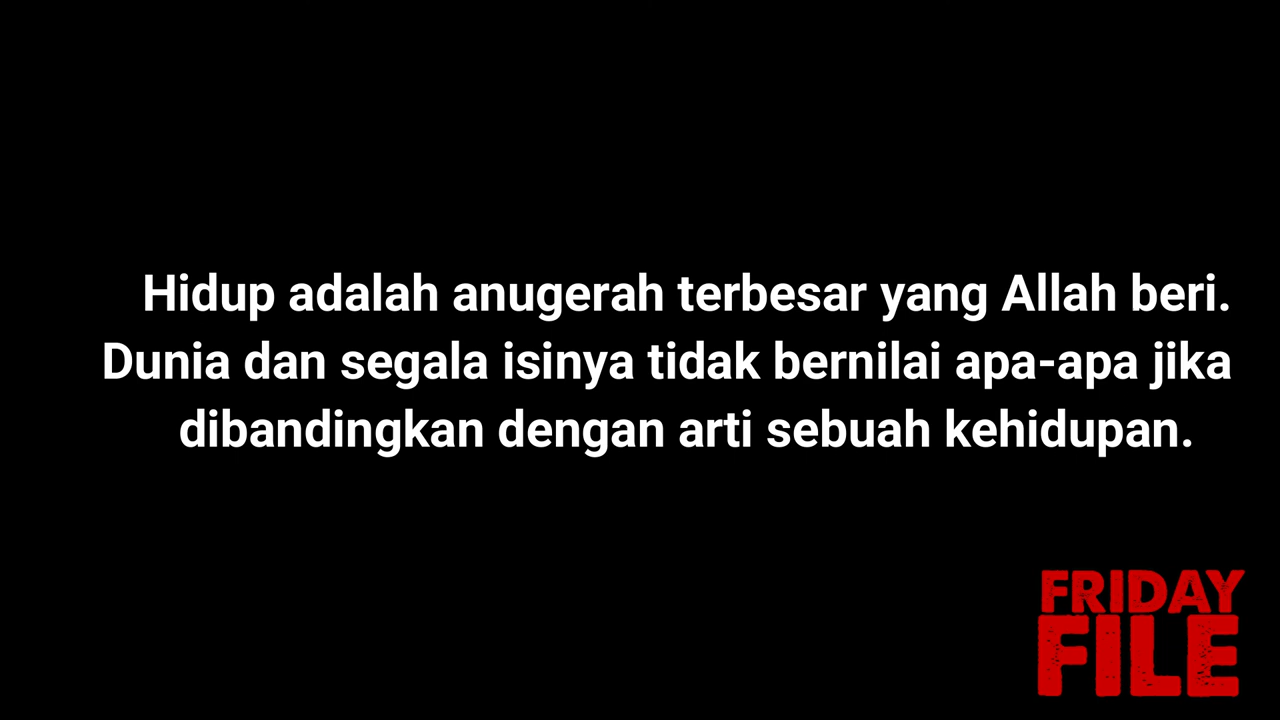 Hidup adalah anugerah terbesar yang Allah beri.
Dunia dan segala isinya tidak bernilai apa-apa jika
dibandingkan dengan arti sebuah kehidupan.
FRIDAY
FILE